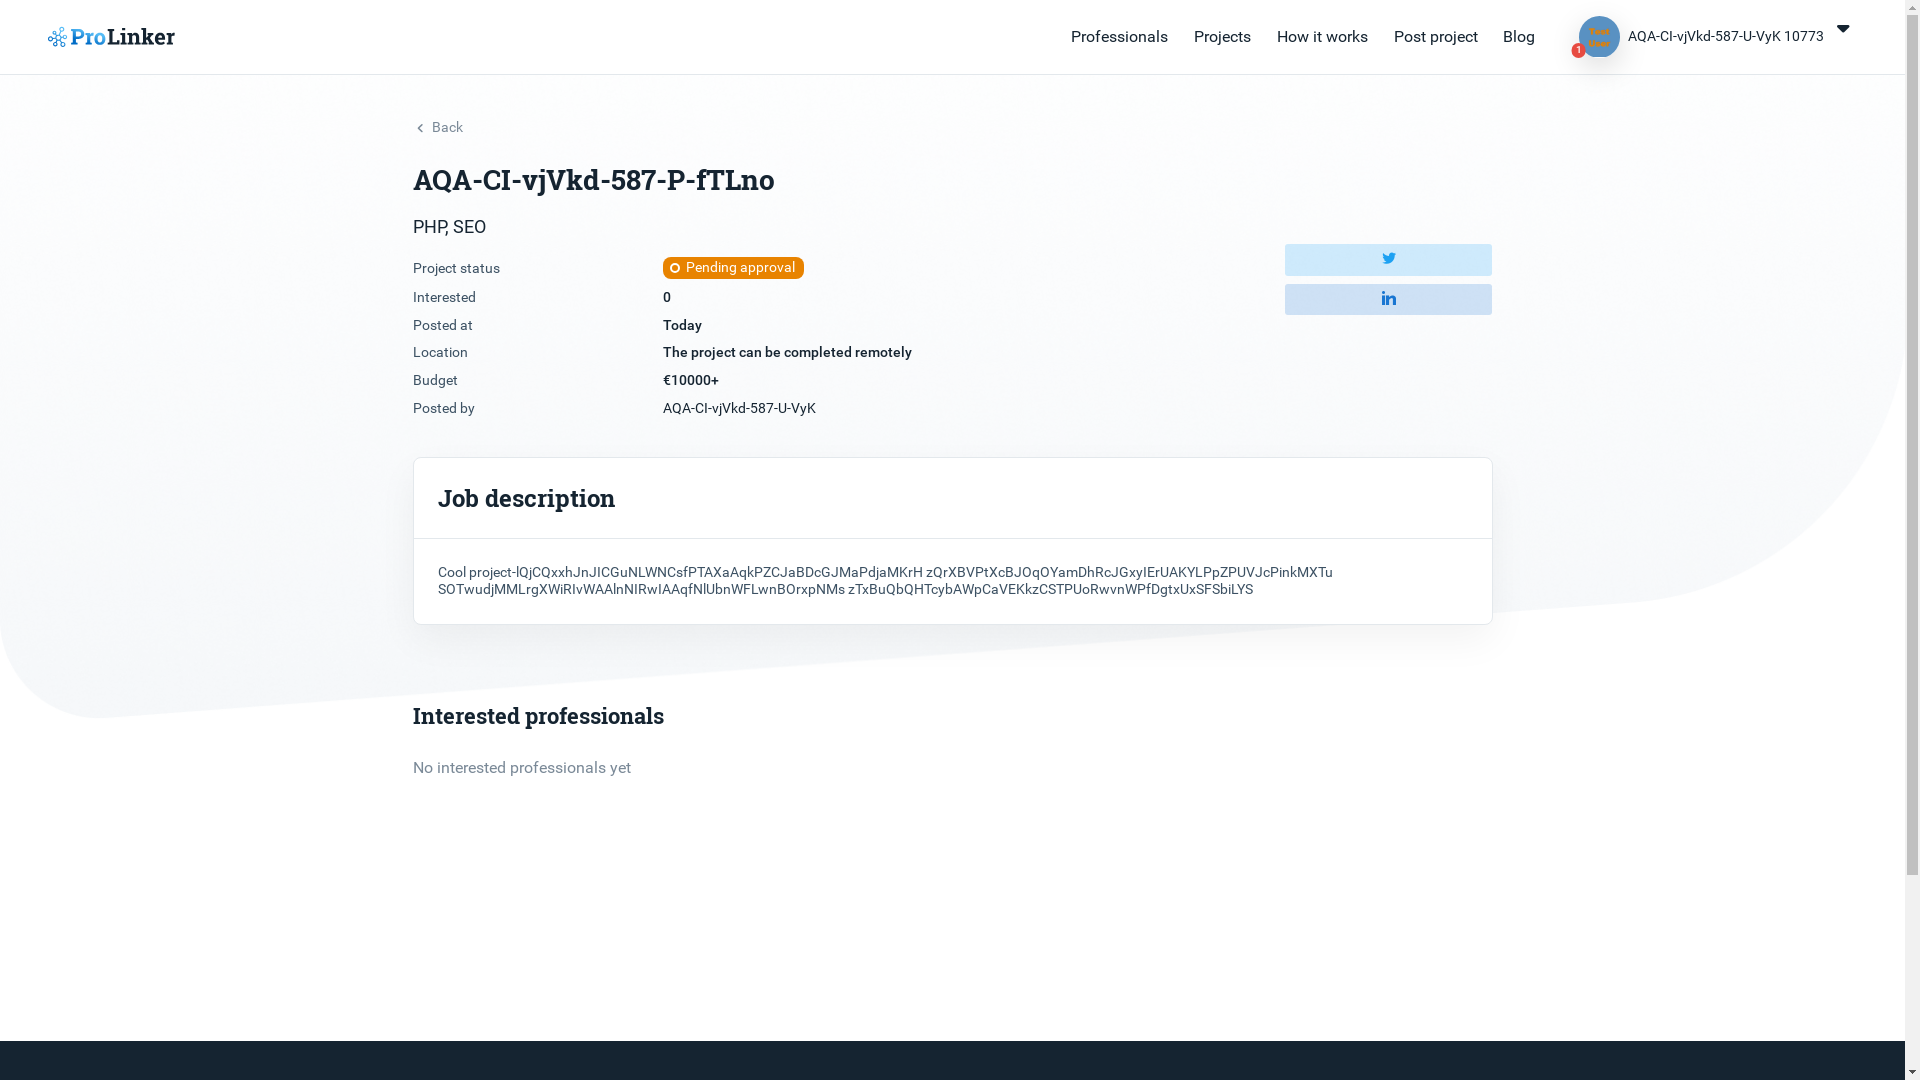 ProLinker
Professionals
Projects
How it works
Post project
Blog
Test
User
1
AQA-CI-vjVkd-587-U-VyK 10773
Back
AQA-CI-vjVkd-587-P-fTLno
PHP, SEO
Project status
Pending approval
Interested
0
Posted at
Today
Location
The project can be completed remotely
Budget
€10000+
Posted by
AQA-CI-vjVkd-587-U-VyK
in
Job description
Cool project-lQjCQxxhJnJICGuNLWNCsfPTAXaAqkPZCJaBDcGJMaPdjaMKrH zQrXBVPtXcBJOqOYamDhRcJGxyIErUAKYLPpZPUVJcPinkMXTu
SOTwudjMMLrgXWiRIvWAAlnNIRwIAAqfNlUbnWFLwnBOrxpNMs zTxBuQbQHTcybAWpCaVEKkzCSTPUoRwvnWPfDgtxUxSFSbiLYS
Interested professionals
No interested professionals yet